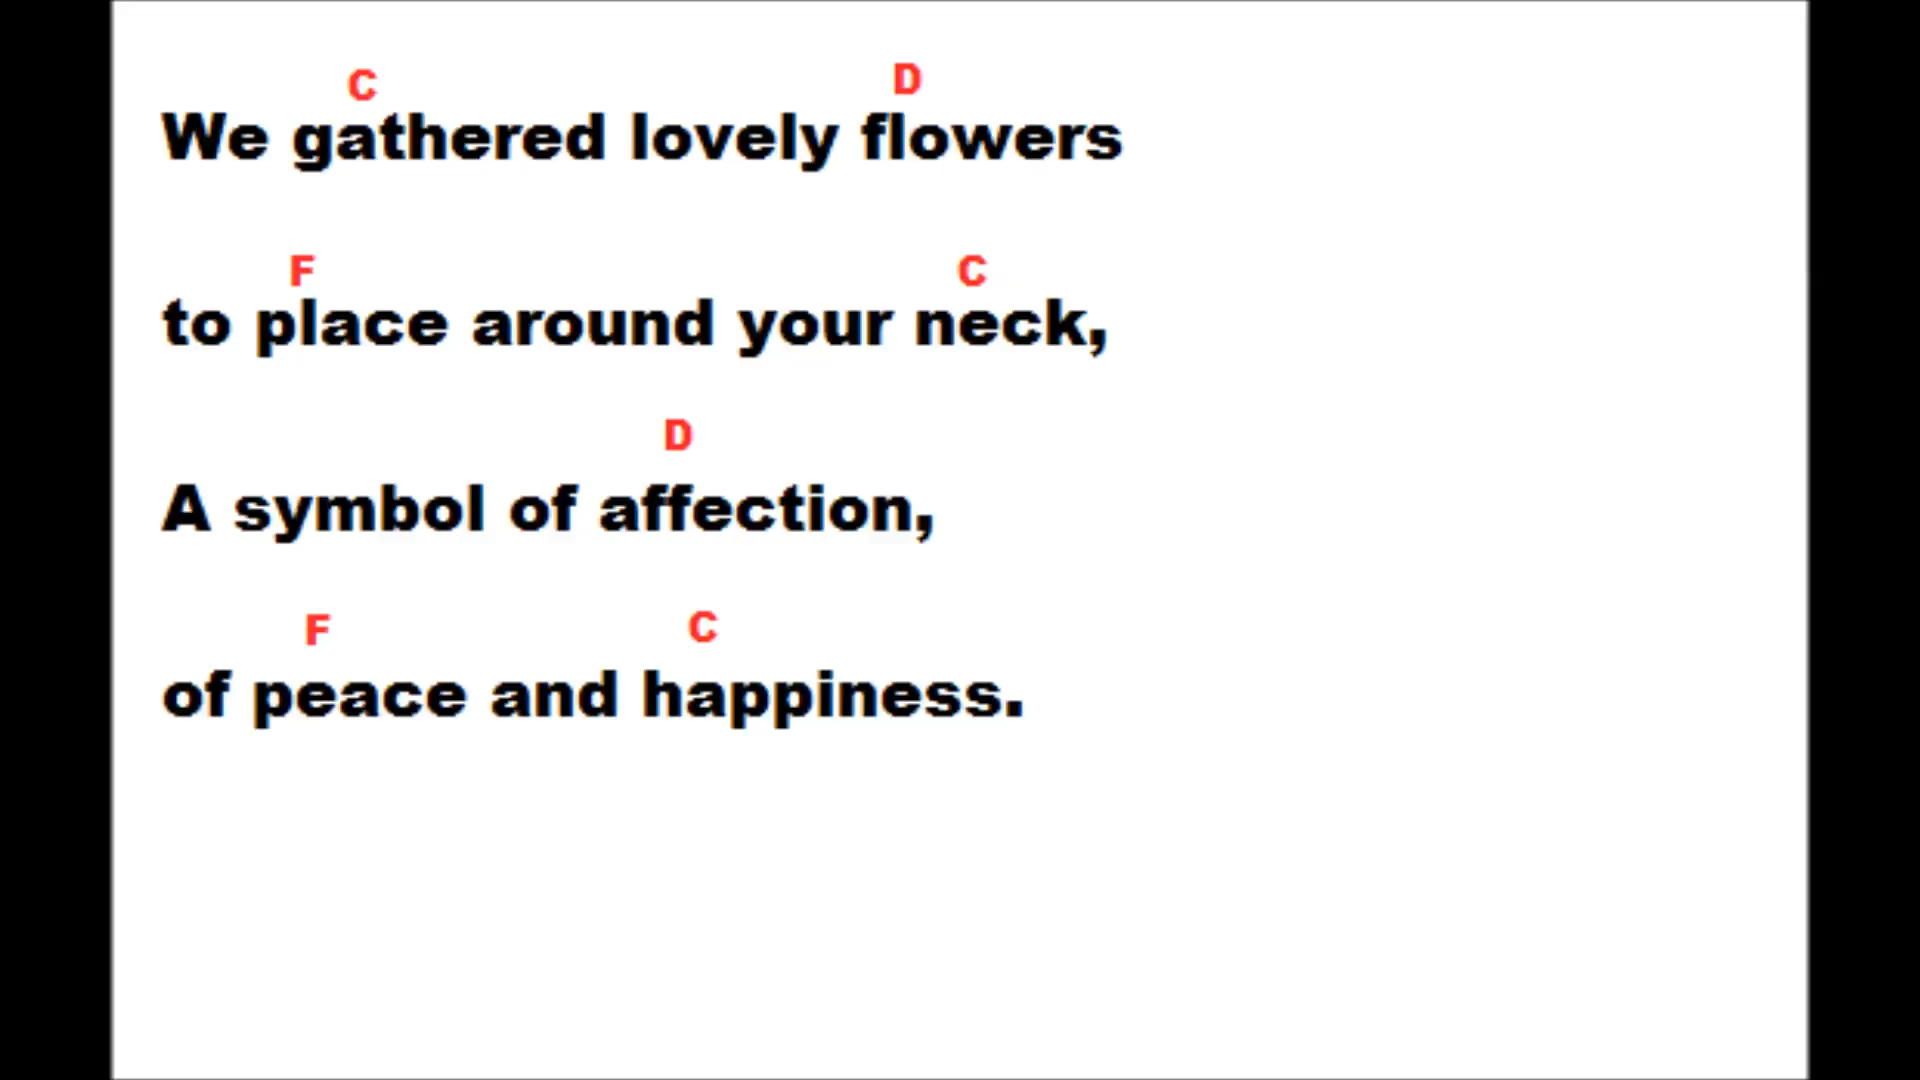 C D
We gathered lovely flowers
F C
to place around your neck,
D
A symbol of affection,
F C
of peace and happiness.